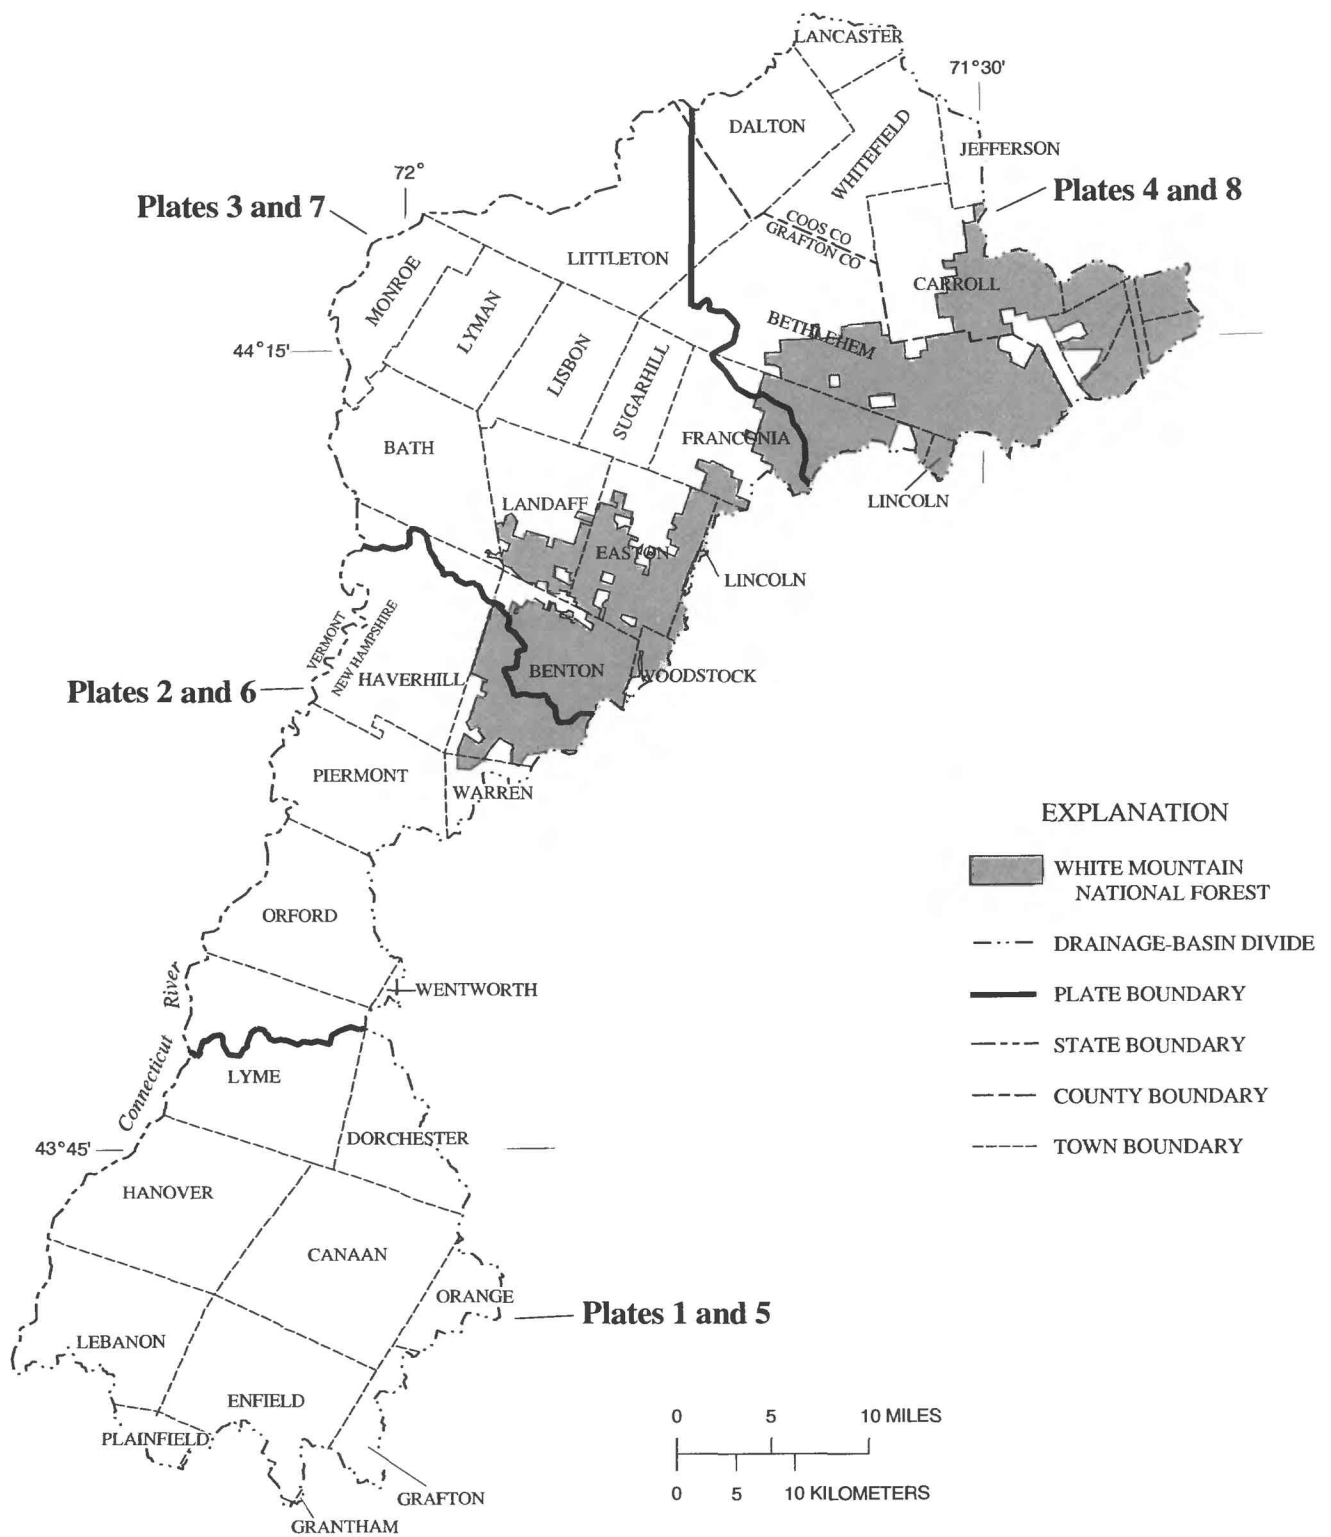 LANCASTER
71°30'
DALTON
WHITEFIELD
JEFFERSON
72°
Plates 3 and 7
Plates 4 and 8
COOS CO
GRAFTON CO
LITTLETON
MONROE
CARROLL
LYMAN
BETHLEHEM
44°15'
LISBON
SUGARHILL
FRANCONIA
BATH
LINCOLN
LANDAFF
EASTON
LINCOLN
VERMONT
NEW HAMPSHIRE
HAVERHILL
BENTON
WOODSTOCK
Plates 2 and 6
PIERMONT
WARREN
EXPLANATION
WHITE MOUNTAIN
NATIONAL FOREST
DRAINAGE-BASIN DIVIDE
PLATE BOUNDARY
STATE BOUNDARY
COUNTY BOUNDARY
TOWN BOUNDARY
ORFORD
WENTWORTH
Connecticut River
LYME
DORCHESTER
43°45'
HANOVER
CANAAN
ORANGE
Plates 1 and 5
LEBANON
ENFIELD
PLAINFIELD
GRAFTON
GRANTHAM
0 5 10 MILES
0 5 10 KILOMETERS